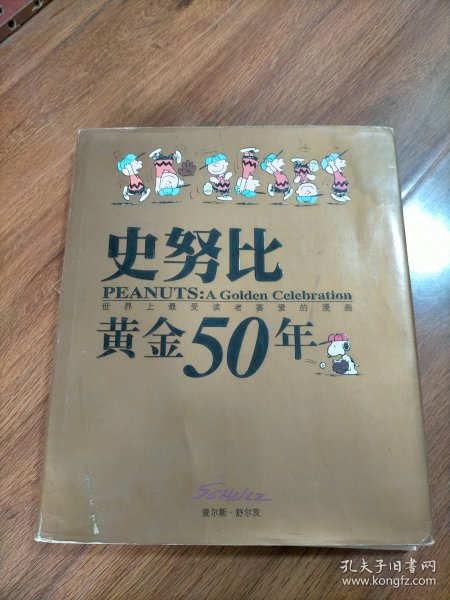 史努比
PEANUTS: A Golden Celebration
世界上最受读者喜爱的漫画
黄金50年
SCHULZ
查尔斯·舒尔茨
孔夫子旧书网
www.kongfz.com